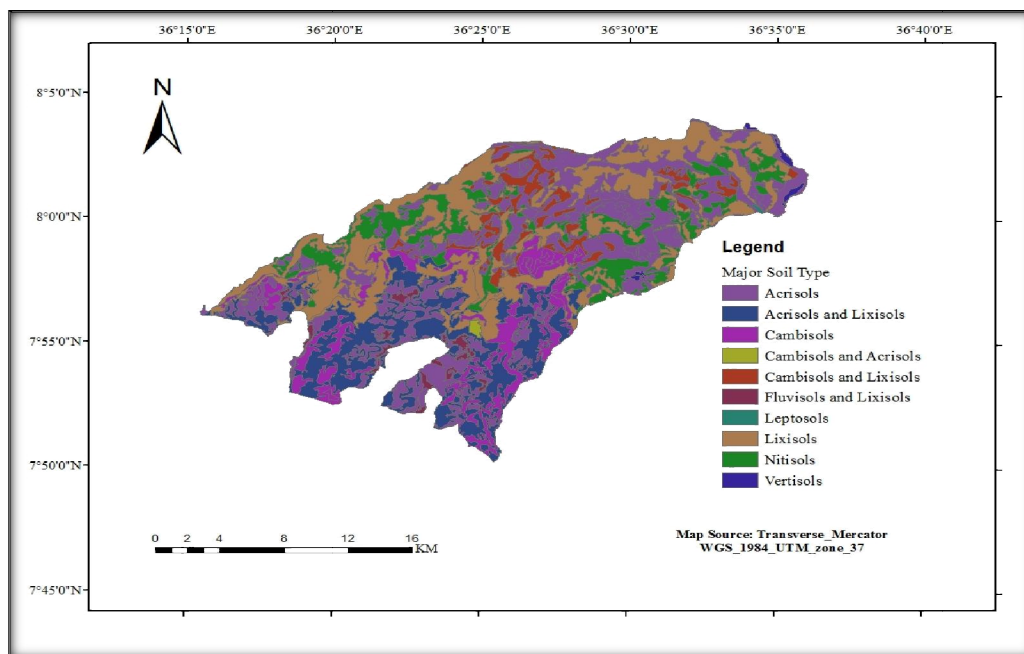 36°15'0"N 36°20'0"N 36°25'0"N 36°30'0"N 36°35'0"N 36°40'0"N
8°5'0"N
N
8°0'0"N
7°55'0"N
7°50'0"N
7°45'0"N
Legend
Major Soil Type
Acrisols
Acrisols and Lixisols
Cambisols
Cambisols and Acrisols
Cambisols and Lixisols
Fluvisols and Lixisols
Leptosols
Lixisols
Nitisols
Vertisols
0 2 4 8 12 16
KM
Map Source: Transverse_Mercator
WGS_1984_UTM_zone_37